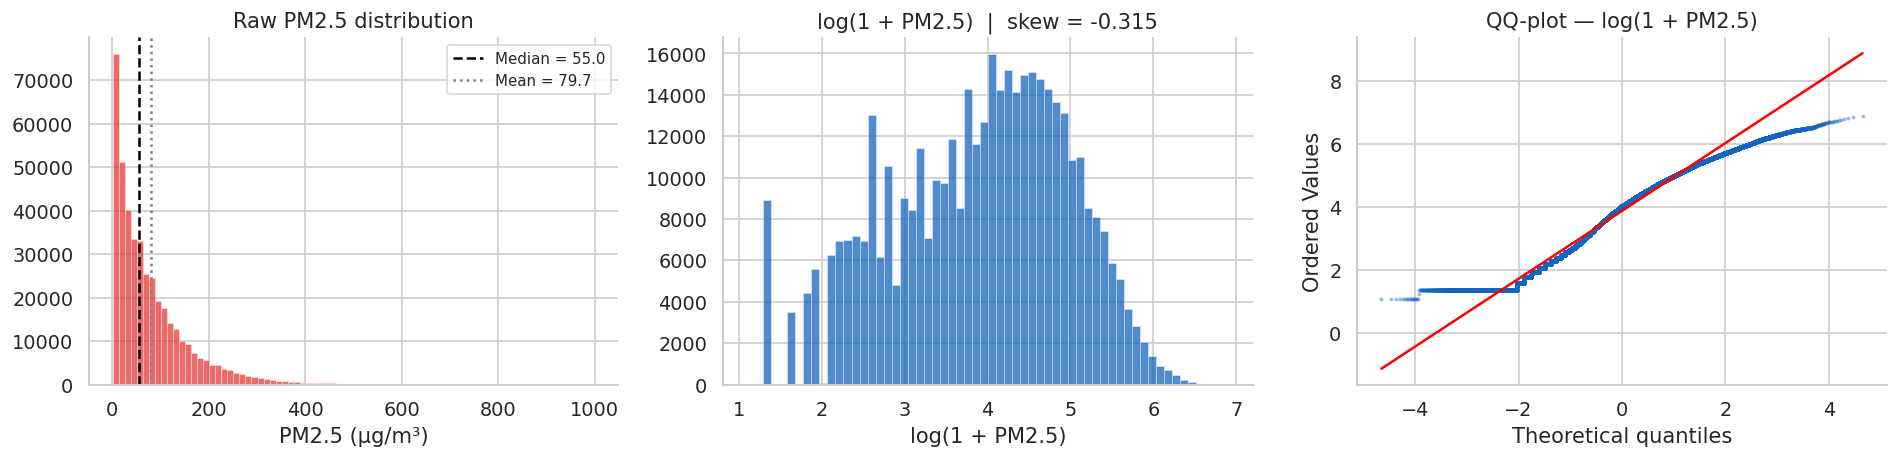 Raw PM2.5 distribution
70000
60000
50000
40000
30000
20000
10000
0
Median = 55.0
Mean = 79.7
0 200 400 600 800 1000
PM2.5 (µg/m³)
log(1 + PM2.5) | skew = -0.315
16000
14000
12000
10000
8000
6000
4000
2000
0
1 2 3 4 5 6 7
log(1 + PM2.5)
QQ-plot — log(1 + PM2.5)
Ordered Values
8
6
4
2
0
−4 −2 0 2 4
Theoretical quantiles